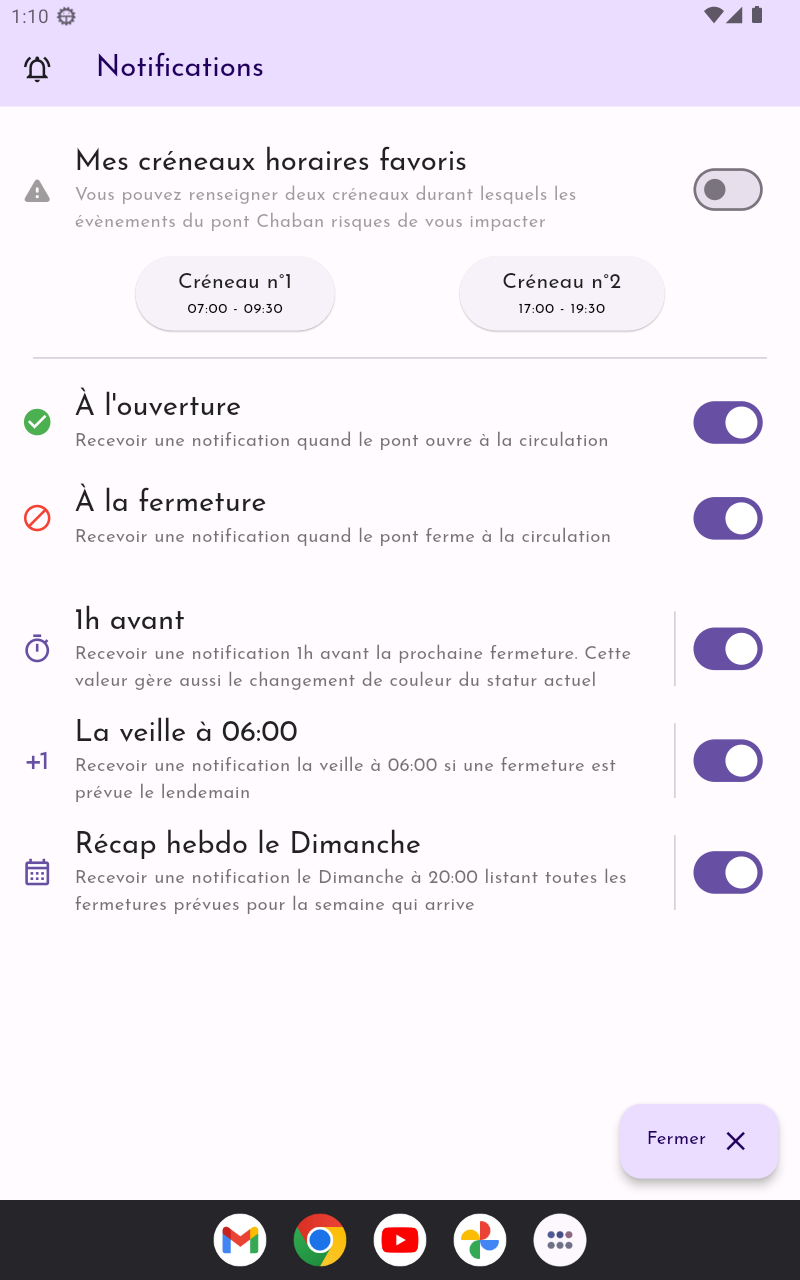 1:10
Notifications
Mes créneaux horaires favoris
Vous pouvez renseigner deux créneaux durant lesquels les
évènements du pont Chaban risques de vous impacter
Créneau n°1
07:00 - 09:30
Créneau n°2
17:00 - 19:30
À l'ouverture
Recevoir une notification quand le pont ouvre à la circulation
À la fermeture
Recevoir une notification quand le pont ferme à la circulation
1h avant
Recevoir une notification 1h avant la prochaine fermeture. Cette
valeur gère aussi le changement de couleur du statur actuel
+1
La veille à 06:00
Recevoir une notification la veille à 06:00 si une fermeture est
prévue le lendemain
Récap hebdo le Dimanche
Recevoir une notification le Dimanche à 20:00 listant toutes les
fermetures prévues pour la semaine qui arrive
Fermer